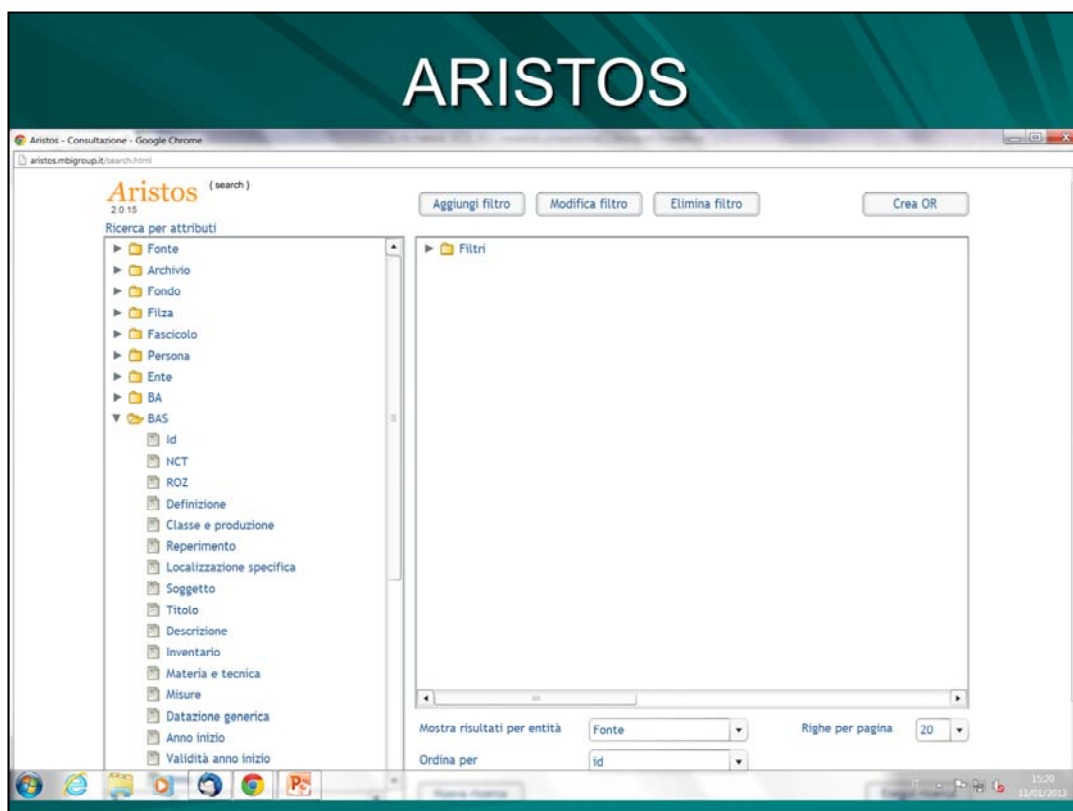 ARISTOS
Aristos - Consultazione - Google Chrome
aristos.mbigroup.it/search.html
Aristos { search }
2.0.15
Aggiungi filtro Modifica filtro Elimina filtro Crea OR
Ricerca per attributi
Fonte
Archivio
Fondo
Filza
Fascicolo
Persona
Ente
BA
BAS
Id
NCT
ROZ
Definizione
Classe e produzione
Reperimento
Localizzazione specifica
Soggetto
Titolo
Descrizione
Inventario
Materia e tecnica
Misure
Datazione generica
Anno inizio
Validità anno inizio
Filtri
Mostra risultati per entità Fonte Righe per pagina 20
Ordina per id
Nuova ricerca
IT 15:20
11/01/2013